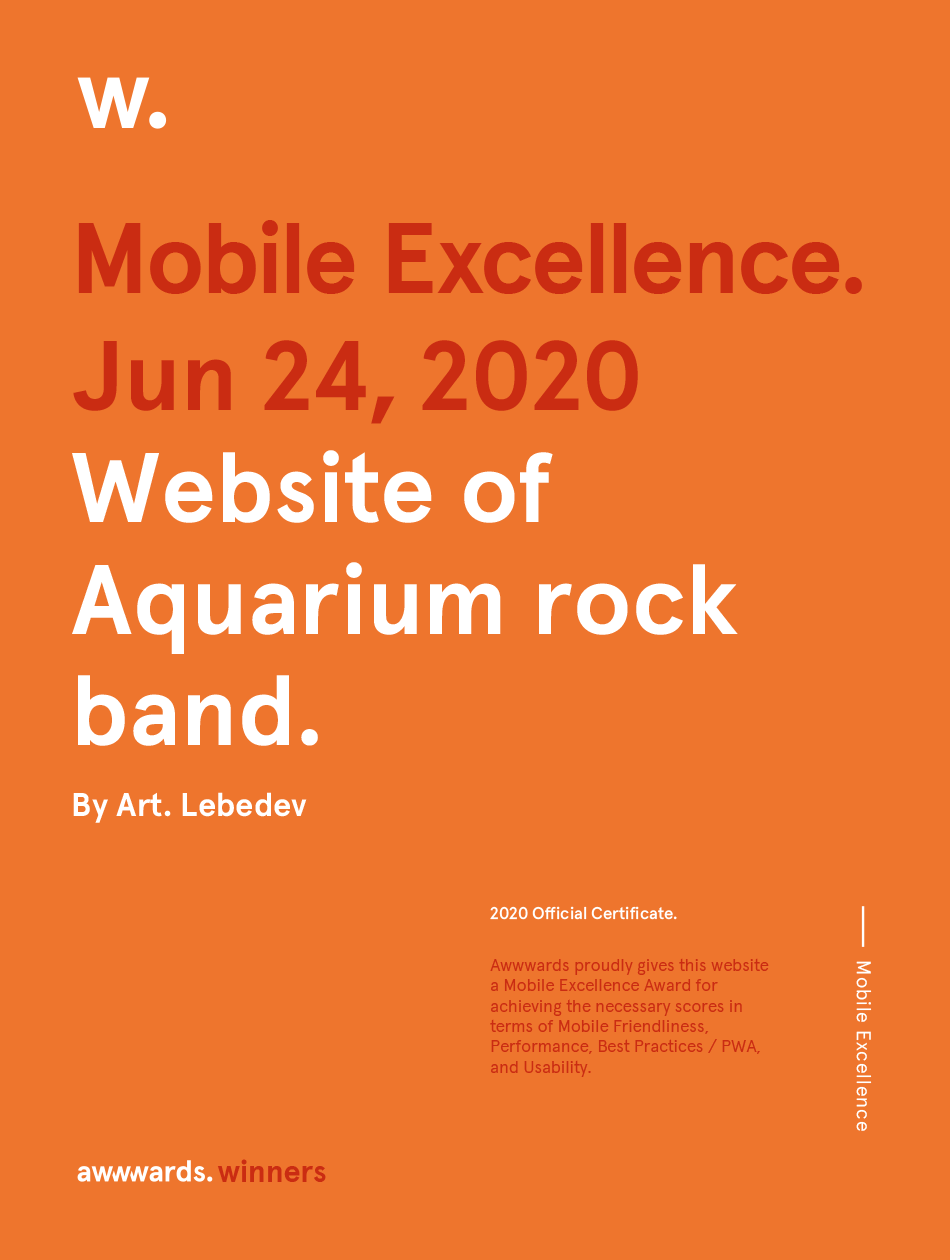 w.
Mobile Excellence.
Jun 24, 2020
Website of
Aquarium rock
band.
By Art. Lebedev
2020 Official Certificate.
Awwwards proudly gives this website
a Mobile Excellence Award for
achieving the necessary scores in
terms of Mobile Friendliness,
Performance, Best Practices / PWA,
and Usability.
Mobile Excellence
awwwards. winners